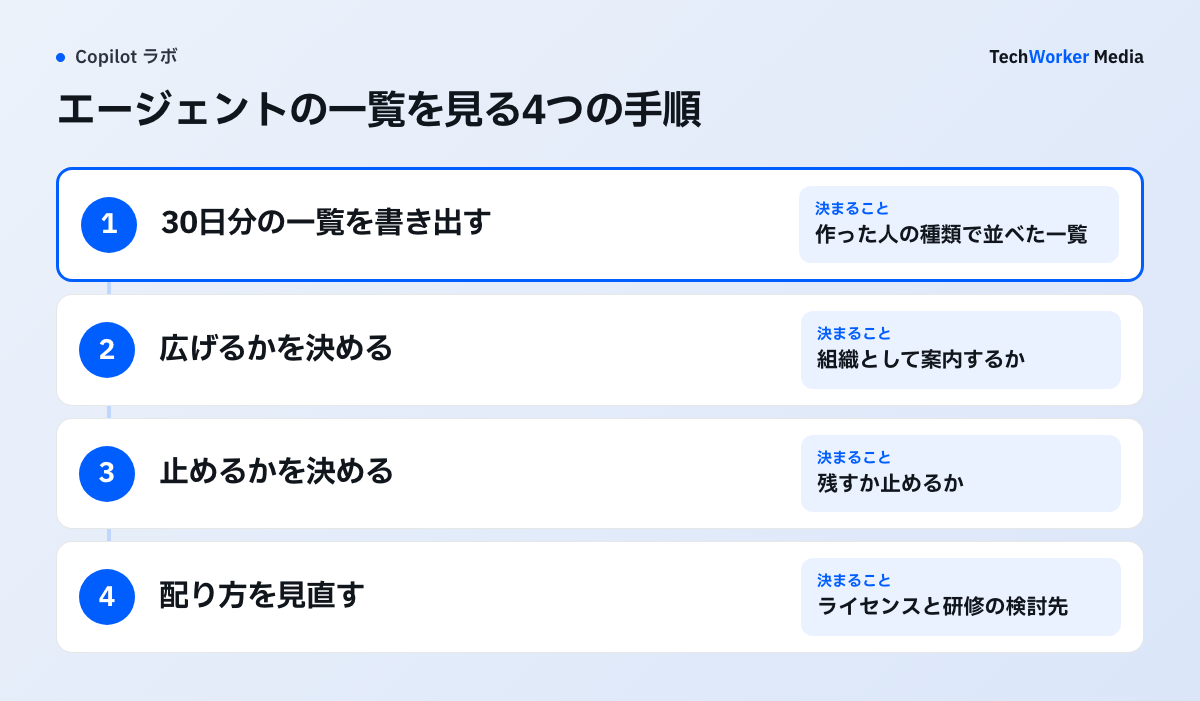 Copilot ラボ
TechWorker Media
エージェントの一覧を見る4つの手順
1
30日分の一覧を書き出す
決まること
作った人の種類で並べた一覧
2
広げるかを決める
決まること
組織として案内するか
3
止めるかを決める
決まること
残すか止めるか
4
配り方を見直す
決まること
ライセンスと研修の検討先